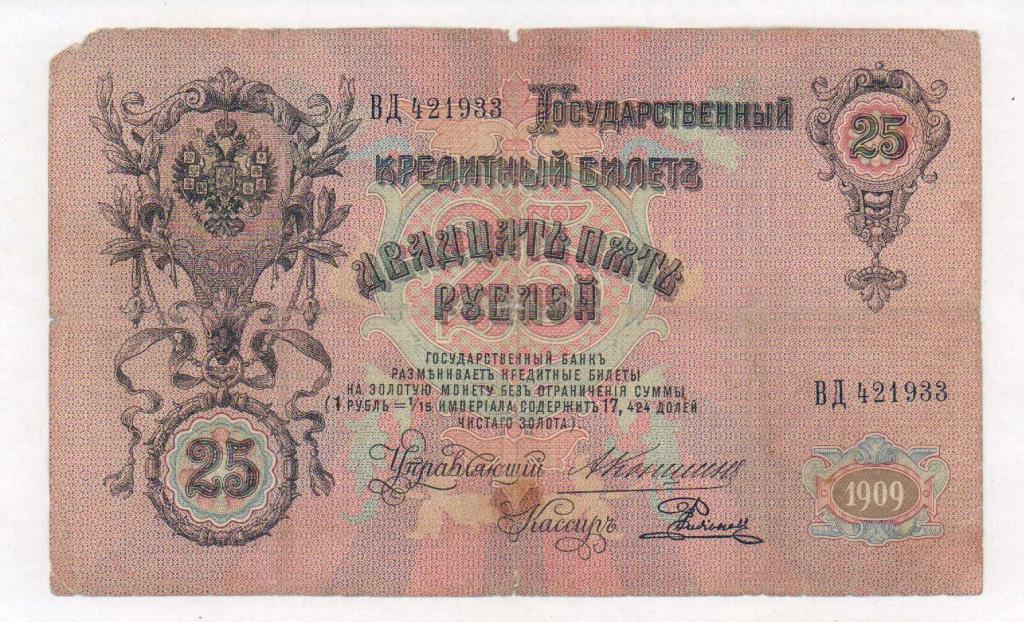 ВД 421933
Государственный
25
Кредитный Билетъ
Двадцать пять
рублей
Государственный банкъ
размѣниваетъ кредитные билеты
на золотую монету безъ ограниченія суммы
(1 рубль = 1/15 имперіала, содержитъ 17, 424 долей
чистаго золота).
ВД 421933
25
Управляющій
Кассиръ
1909